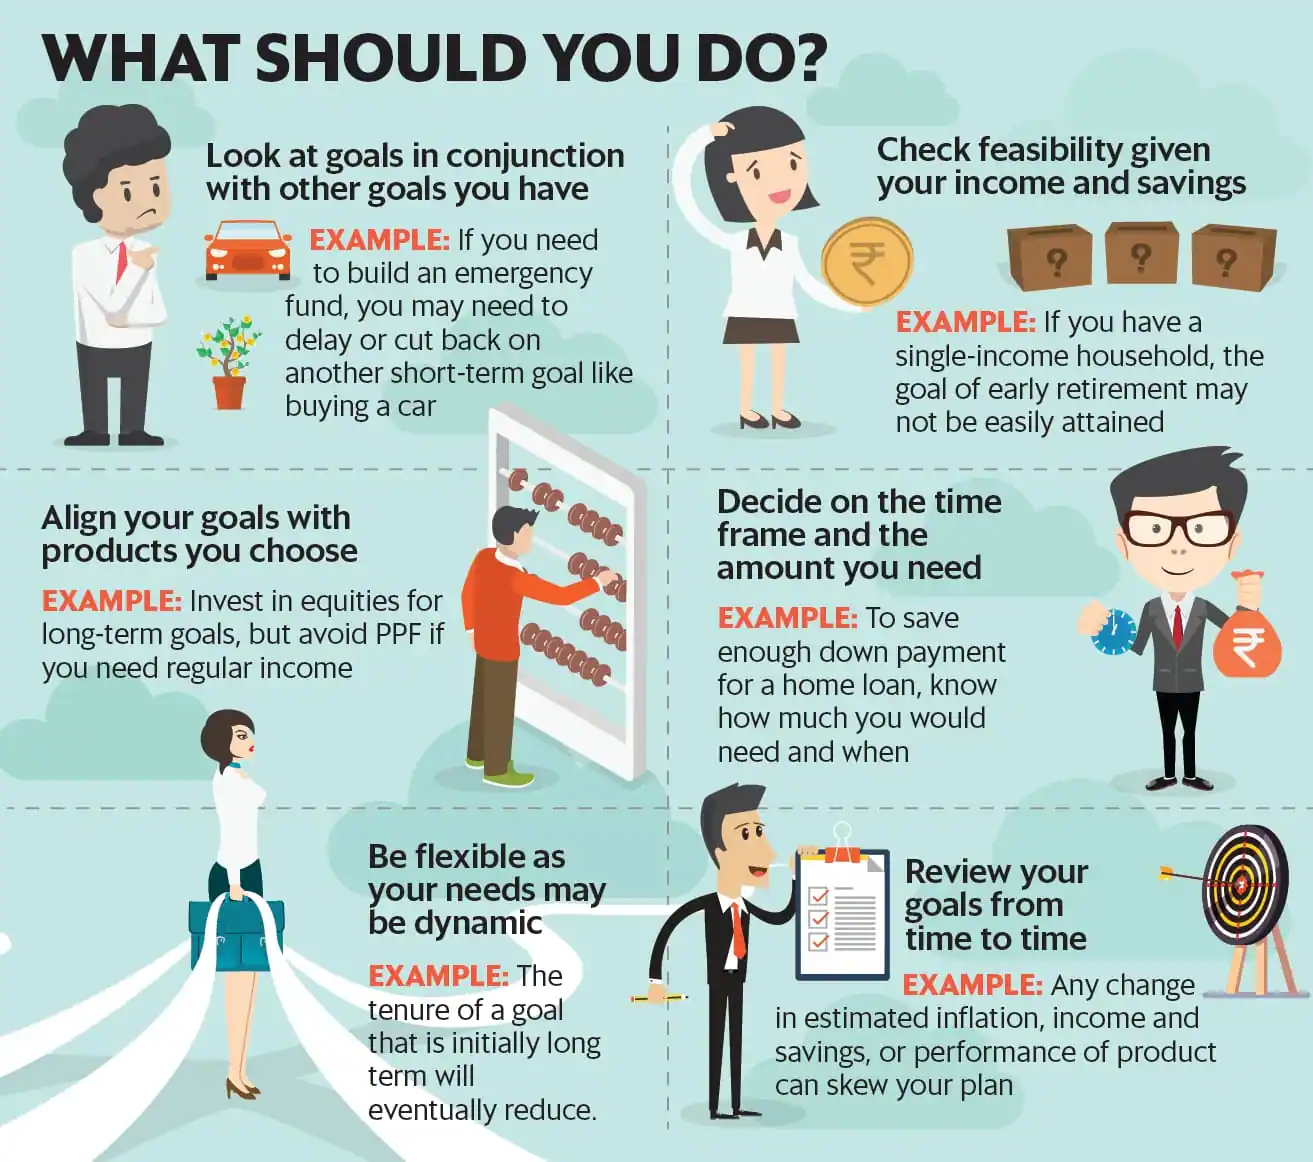 WHAT SHOULD YOU DO?
Look at goals in conjunction
with other goals you have
EXAMPLE: If you need
to build an emergency
fund, you may need to
delay or cut back on
another short-term goal like
buying a car
Check feasibility given
your income and savings
₹
? ? ?
EXAMPLE: If you have a
single-income household, the
goal of early retirement may
not be easily attained
Align your goals with
products you choose
EXAMPLE: Invest in equities for
long-term goals, but avoid PPF if
you need regular income
Decide on the time
frame and the
amount you need
EXAMPLE: To save
enough down payment
for a home loan, know
how much you would
need and when
₹
Be flexible as
your needs may
be dynamic
EXAMPLE: The
tenure of a goal
that is initially long
term will
eventually reduce.
Review your
goals from
time to time
EXAMPLE: Any change
in estimated inflation, income and
savings, or performance of product
can skew your plan